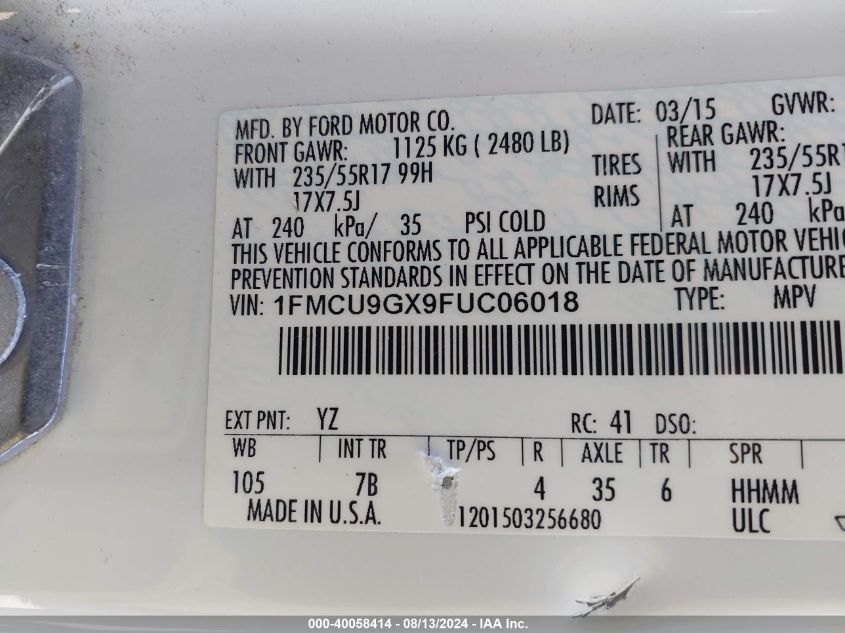 DATE: 03/15 GVWR:
MFD. BY FORD MOTOR CO.
FRONT GAWR: 1125 KG ( 2480 LB) REAR GAWR:
WITH 235/55R17 99H TIRES WITH 235/55R1
17X7.5J RIMS 17X7.5J
AT 240 kPa/ 35 PSI COLD AT 240 kPa
THIS VEHICLE CONFORMS TO ALL APPLICABLE FEDERAL MOTOR VEHIC
PREVENTION STANDARDS IN EFFECT ON THE DATE OF MANUFACTURE
VIN: 1FMCU9GX9FUC06018 TYPE: MPV
EXT PNT: YZ RC: 41 DSO:
WB INT TR TP/PS R AXLE TR SPR
105 7B 4 35 6 HHMM
MADE IN U.S.A. 1201503256680 ULC
000-40058414 - 08/13/2024 - IAA Inc.